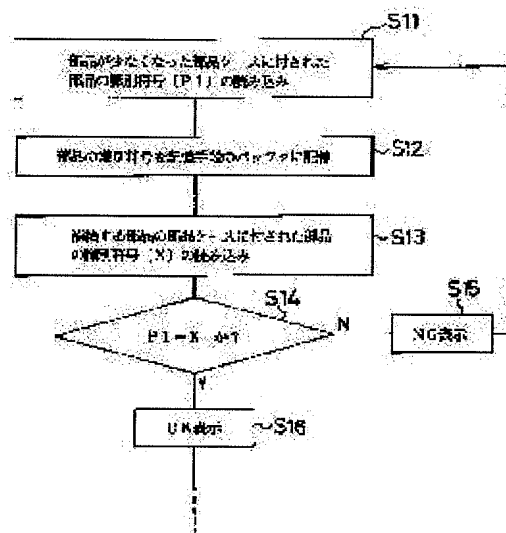 S11
部品が少なくなった部品ケースに付された
部品の識別符号〔P1〕の読み込み
部品の識別符号を記憶手段のバッファに記憶
S12
補給する部品の部品ケースに付された部品
の識別符号〔X〕の読み込み
S13
S14
P1=X か?
N
S15
NG表示
Y
OK表示
S16